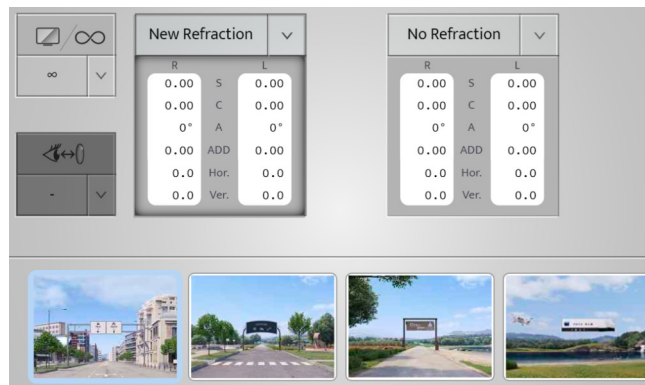 New Refraction
No Refraction
∞
R L
R L
0.00 S 0.00
0.00 S 0.00
0.00 C 0.00
0.00 C 0.00
0° A 0°
0° A 0°
0.00 ADD 0.00
0.00 ADD 0.00
0.0 Hor. 0.0
0.0 Hor. 0.0
-
0.0 Ver. 0.0
0.0 Ver. 0.0